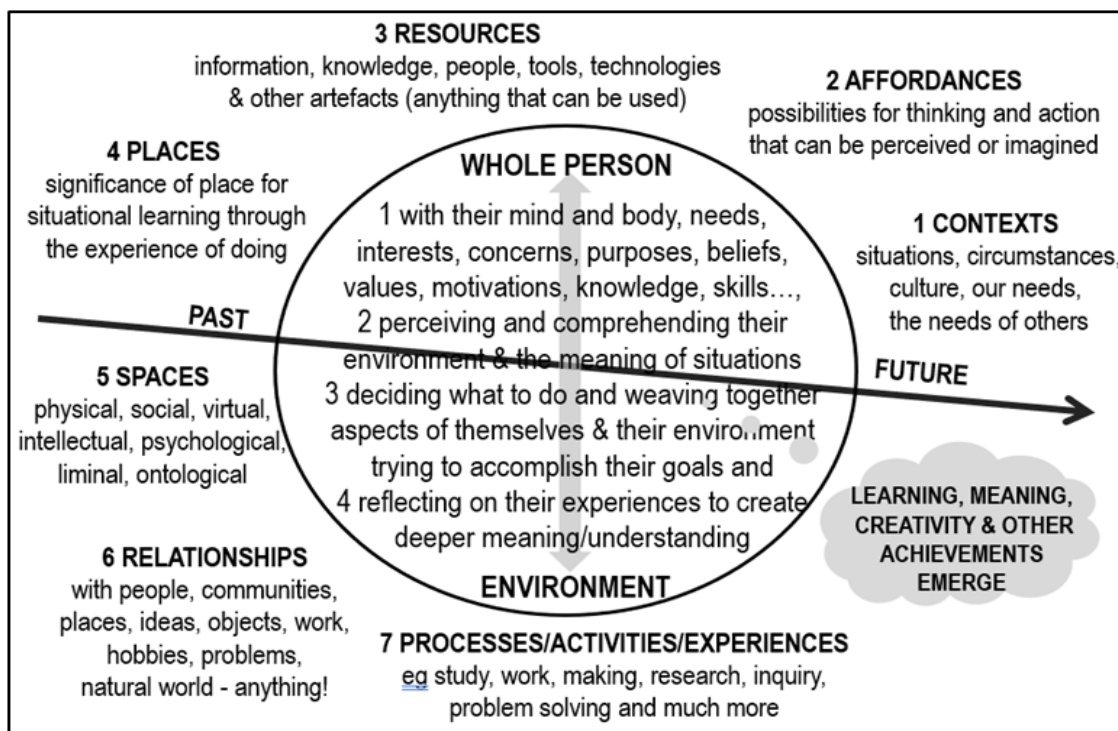 3 RESOURCES
information, knowledge, people, tools, technologies
& other artefacts (anything that can be used)
2 AFFORDANCES
possibilities for thinking and action
that can be perceived or imagined
4 PLACES
significance of place for
situational learning through
the experience of doing
WHOLE PERSON
1 with their mind and body, needs,
interests, concerns, purposes, beliefs,
values, motivations, knowledge, skills...,
2 perceiving and comprehending their
environment & the meaning of situations
3 deciding what to do and weaving together
aspects of themselves & their environment
trying to accomplish their goals and
4 reflecting on their experiences to create
deeper meaning/understanding
ENVIRONMENT
1 CONTEXTS
situations, circumstances,
culture, our needs,
the needs of others
PAST
FUTURE
5 SPACES
physical, social, virtual,
intellectual, psychological,
liminal, ontological
LEARNING, MEANING,
CREATIVITY & OTHER
ACHIEVEMENTS
EMERGE
6 RELATIONSHIPS
with people, communities,
places, ideas, objects, work,
hobbies, problems,
natural world - anything!
7 PROCESSES/ACTIVITIES/EXPERIENCES
eg study, work, making, research, inquiry,
problem solving and much more